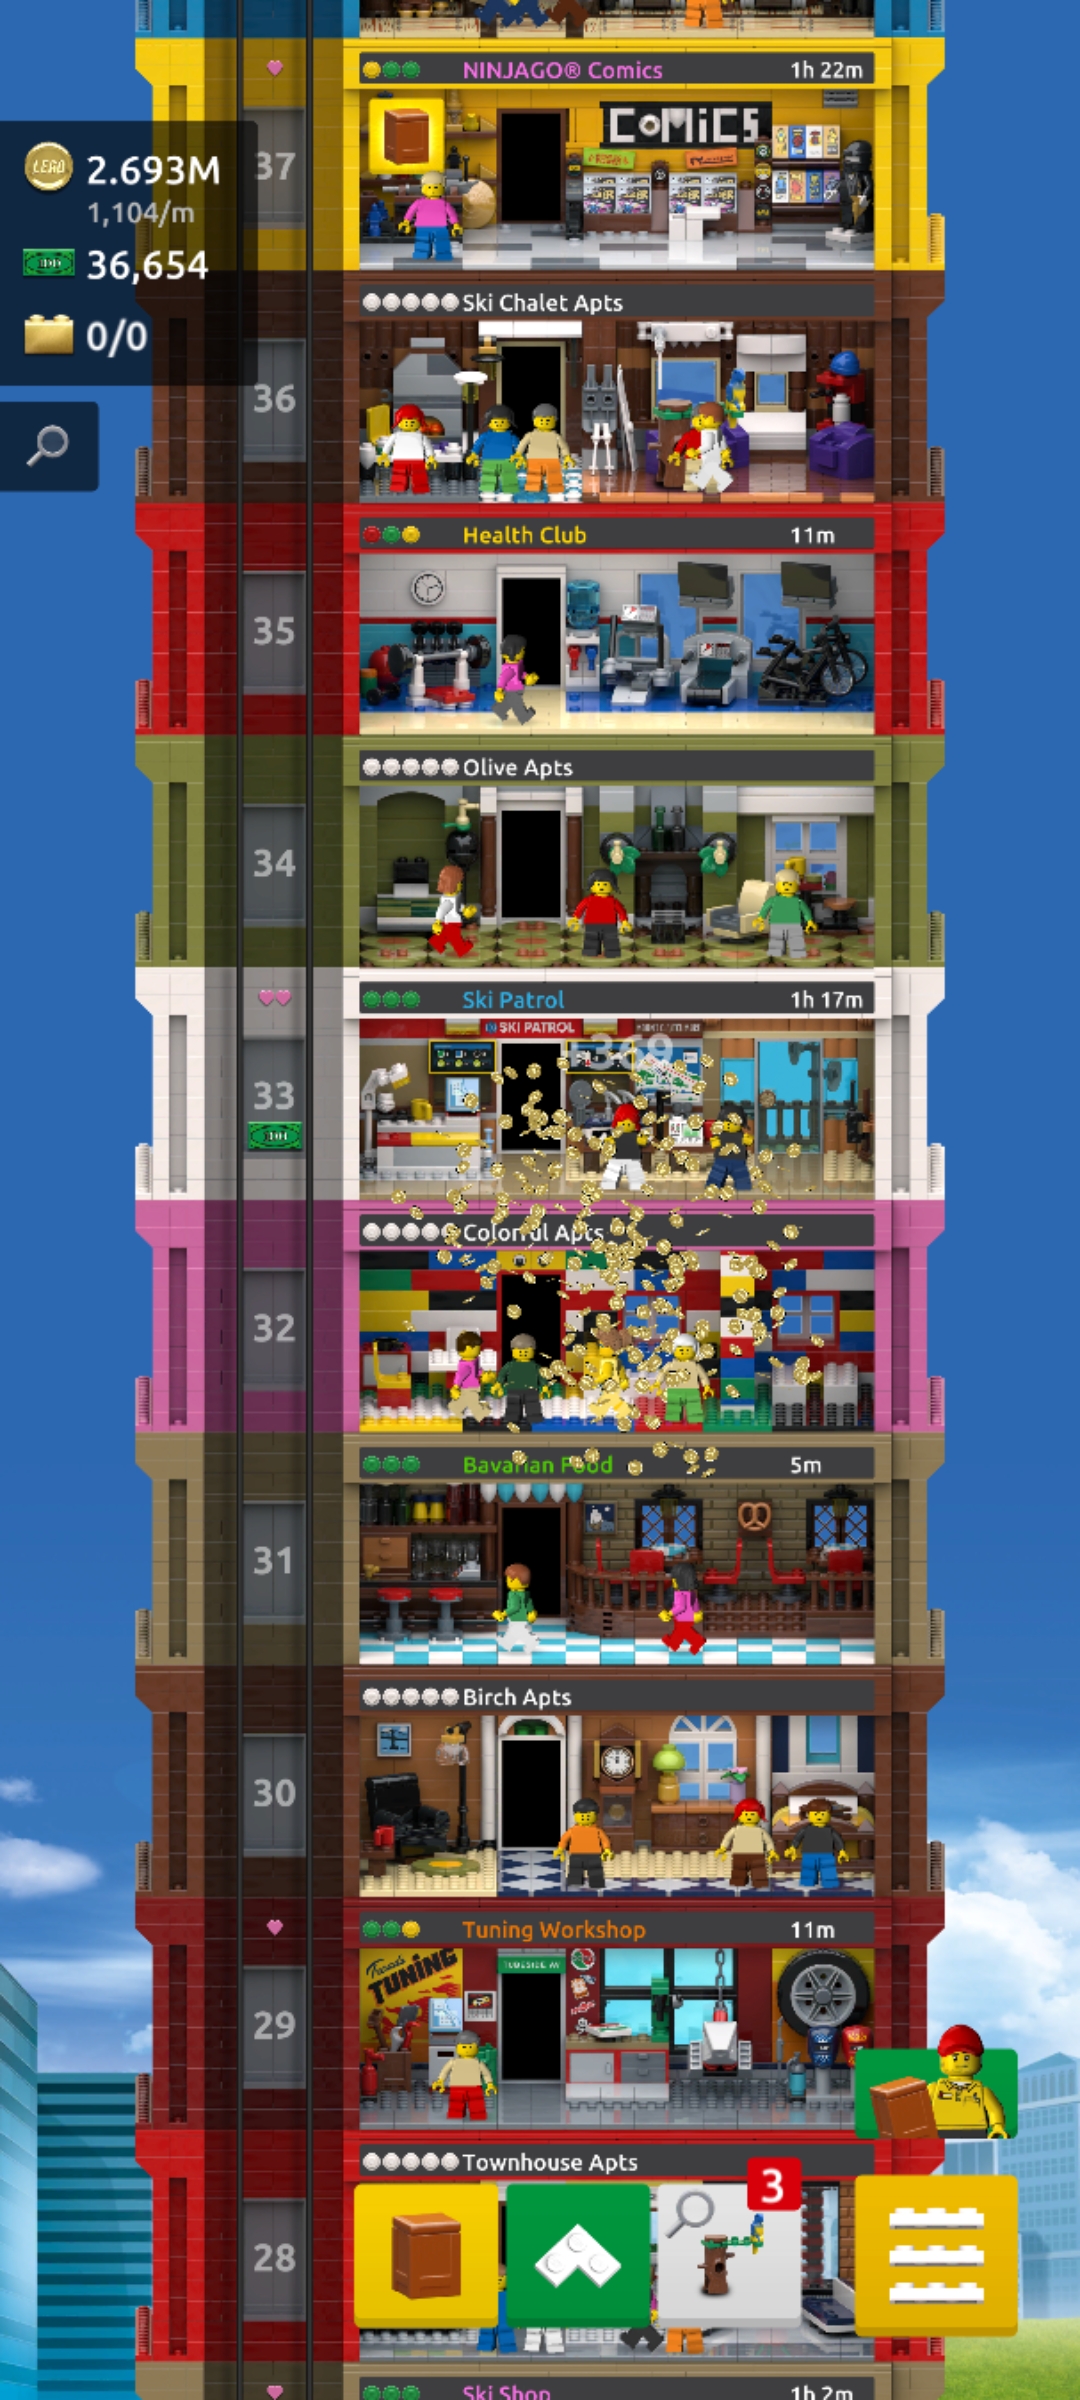 NINJAGO® Comics 1h 22m
COMICS
37
LEGO 2.693M
1,104/m
36,654
0/0
Ski Chalet Apts
36
Health Club 11m
35
Olive Apts
34
Ski Patrol 1h 17m
SKI PATROL
+369
33
Colorful Apts
32
Bavarian Food 5m
31
Birch Apts
30
Tuning Workshop 11m
TUNING
29
Townhouse Apts
3
28
Ski Shop 1h 2m